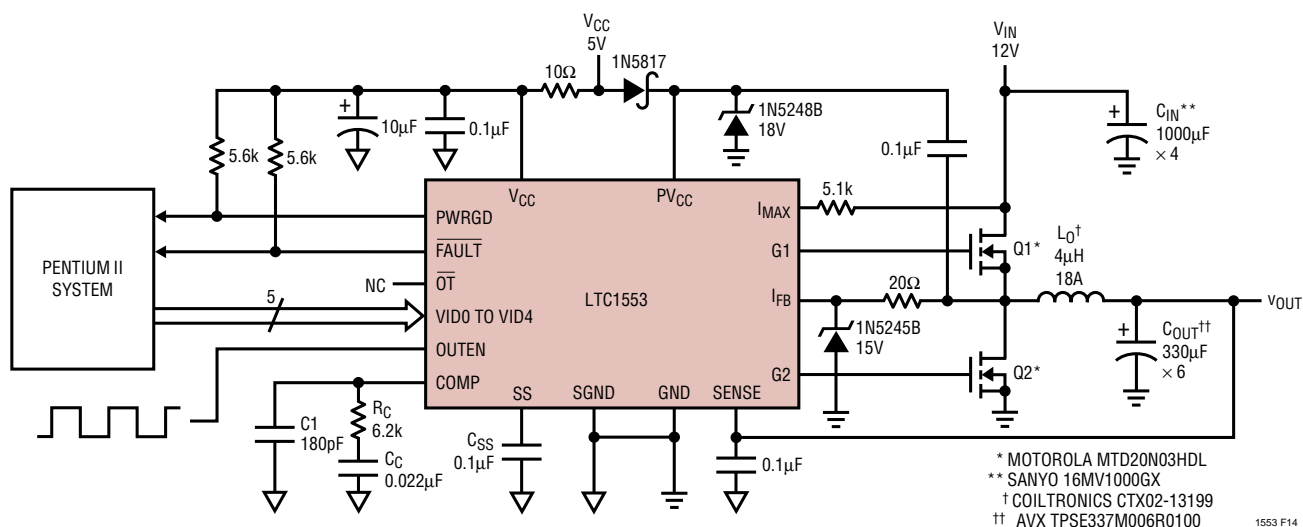 VCC
5V
VIN
12V
10Ω
1N5817
+
10µF
0.1µF
1N5248B
18V
+
CIN**
1000µF
× 4
5.6k
5.6k
0.1µF
VCC
PVCC
IMAX
5.1k
PENTIUM II
SYSTEM
PWRGD
FAULT
NC
OT
5
VID0 TO VID4
OUTEN
COMP
LTC1553
G1
Q1*
LO†
4µH
18A
IFB
20Ω
VOUT
1N5245B
15V
+
COUT††
330µF
× 6
G2
Q2*
SS
SGND
GND
SENSE
C1
180pF
RC
6.2k
CC
0.022µF
CSS
0.1µF
0.1µF
* MOTOROLA MTD20N03HDL
** SANYO 16MV1000GX
† COILTRONICS CTX02-13199
†† AVX TPSE337M006R0100
1553 F14